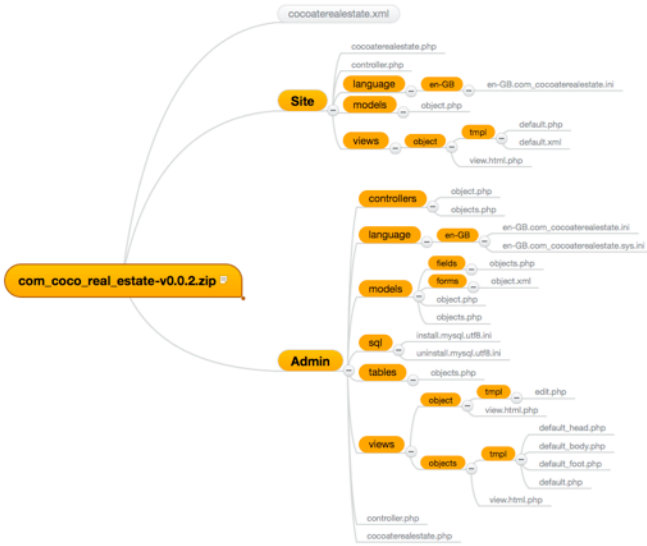 cocoaterealestate.xml
com_coco_real_estate-v0.0.2.zip
Site
cocoaterealestate.php
controller.php
language
en-GB
en-GB.com_cocoaterealestate.ini
models
object.php
views
object
tmpl
default.php
default.xml
view.html.php
Admin
controllers
object.php
objects.php
language
en-GB
en-GB.com_cocoaterealestate.ini
en-GB.com_cocoaterealestate.sys.ini
models
fields
objects.php
forms
object.xml
object.php
objects.php
sql
install.mysql.utf8.ini
uninstall.mysql.utf8.ini
tables
objects.php
views
object
tmpl
edit.php
view.html.php
objects
tmpl
default_head.php
default_body.php
default_foot.php
default.php
view.html.php
controller.php
cocoaterealestate.php